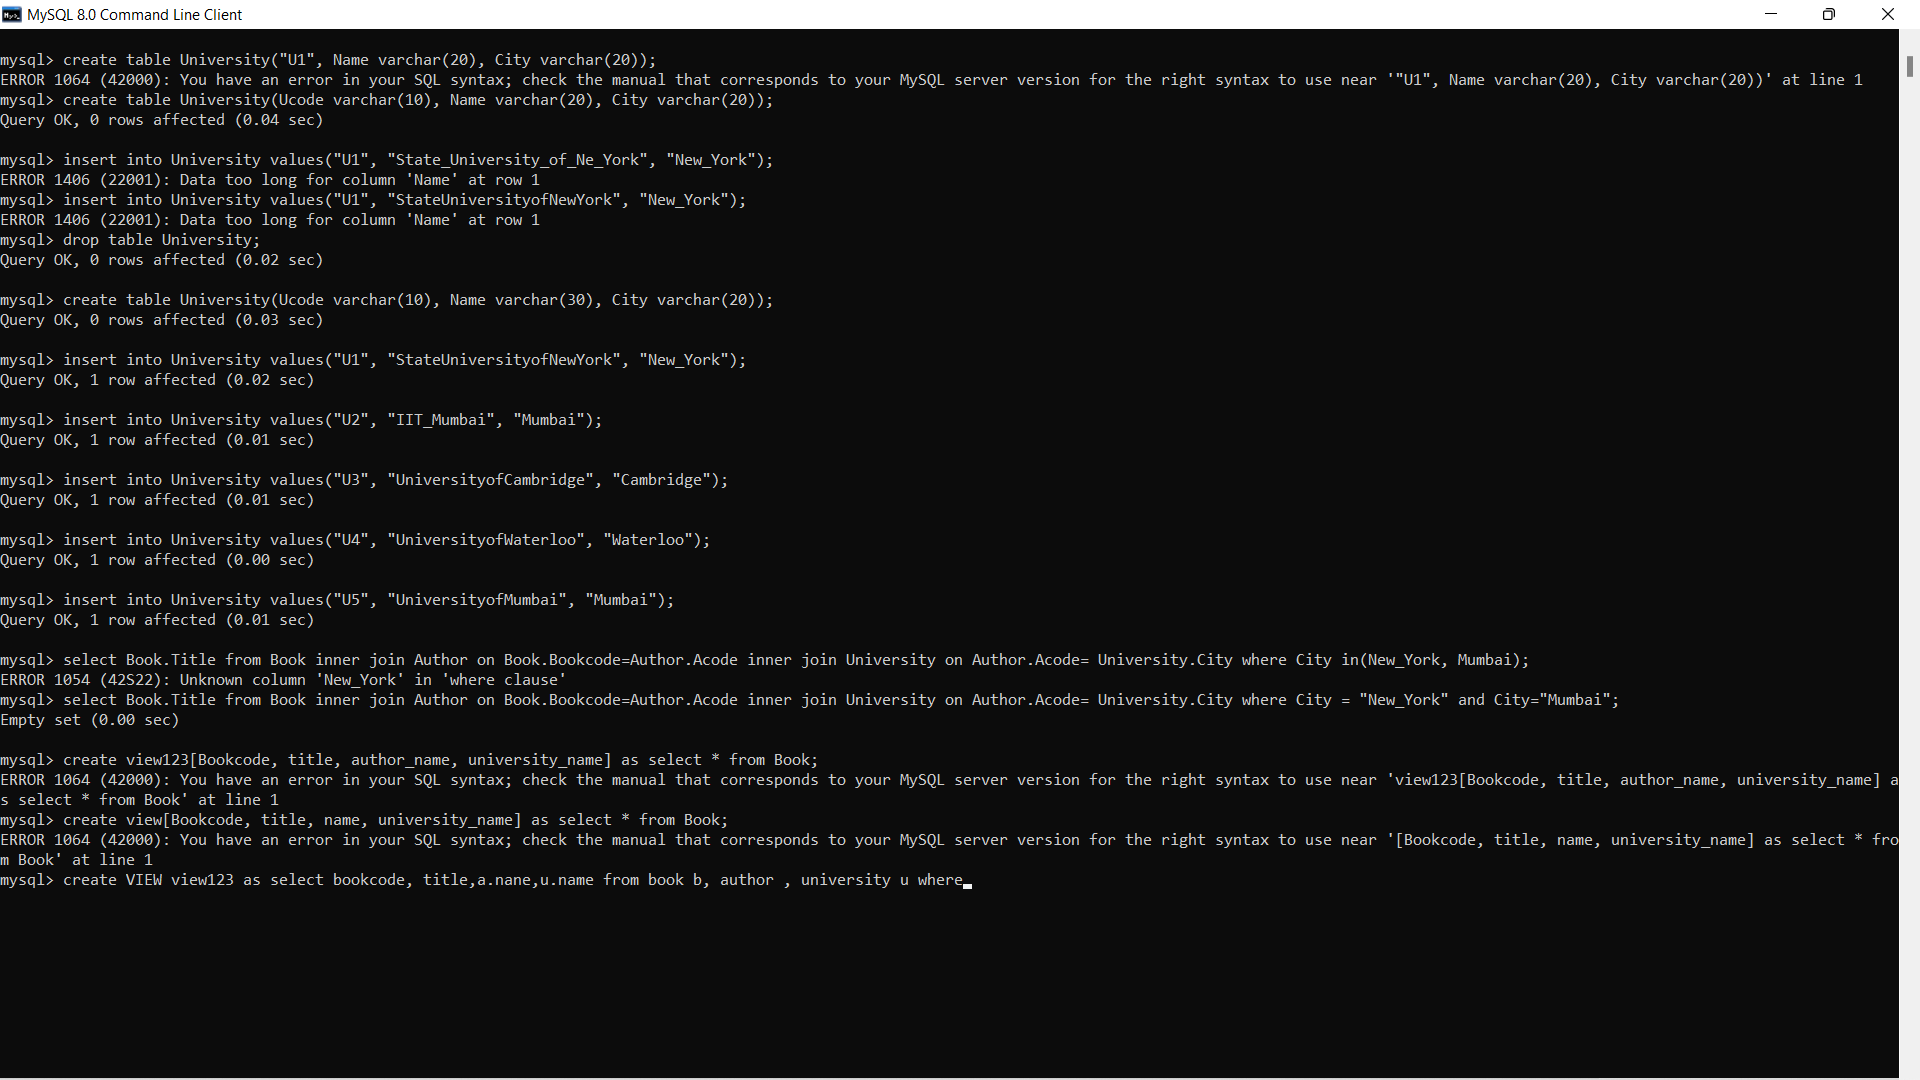 MySQL 8.0 Command Line Client
mysql> create table University("U1", Name varchar(20), City varchar(20));
ERROR 1064 (42000): You have an error in your SQL syntax; check the manual that corresponds to your MySQL server version for the right syntax to use near '"U1", Name varchar(20), City varchar(20))' at line 1
mysql> create table University(Ucode varchar(10), Name varchar(20), City varchar(20));
Query OK, 0 rows affected (0.04 sec)
mysql> insert into University values("U1", "State_University_of_Ne_York", "New_York");
ERROR 1406 (22001): Data too long for column 'Name' at row 1
mysql> insert into University values("U1", "StateUniversityofNewYork", "New_York");
ERROR 1406 (22001): Data too long for column 'Name' at row 1
mysql> drop table University;
Query OK, 0 rows affected (0.02 sec)
mysql> create table University(Ucode varchar(10), Name varchar(30), City varchar(20));
Query OK, 0 rows affected (0.03 sec)
mysql> insert into University values("U1", "StateUniversityofNewYork", "New_York");
Query OK, 1 row affected (0.02 sec)
mysql> insert into University values("U2", "IIT_Mumbai", "Mumbai");
Query OK, 1 row affected (0.01 sec)
mysql> insert into University values("U3", "UniversityofCambridge", "Cambridge");
Query OK, 1 row affected (0.01 sec)
mysql> insert into University values("U4", "UniversityofWaterloo", "Waterloo");
Query OK, 1 row affected (0.00 sec)
mysql> insert into University values("U5", "UniversityofMumbai", "Mumbai");
Query OK, 1 row affected (0.01 sec)
mysql> select Book.Title from Book inner join Author on Book.Bookcode=Author.Acode inner join University on Author.Acode= University.City where City in(New_York, Mumbai);
ERROR 1054 (42S22): Unknown column 'New_York' in 'where clause'
mysql> select Book.Title from Book inner join Author on Book.Bookcode=Author.Acode inner join University on Author.Acode= University.City where City = "New_York" and City="Mumbai";
Empty set (0.00 sec)
mysql> create view123[Bookcode, title, author_name, university_name] as select * from Book;
ERROR 1064 (42000): You have an error in your SQL syntax; check the manual that corresponds to your MySQL server version for the right syntax to use near 'view123[Bookcode, title, author_name, university_name] a
s select * from Book' at line 1
mysql> create view[Bookcode, title, name, university_name] as select * from Book;
ERROR 1064 (42000): You have an error in your SQL syntax; check the manual that corresponds to your MySQL server version for the right syntax to use near '[Bookcode, title, name, university_name] as select * fro
m Book' at line 1
mysql> create VIEW view123 as select bookcode, title,a.nane,u.name from book b, author , university u where